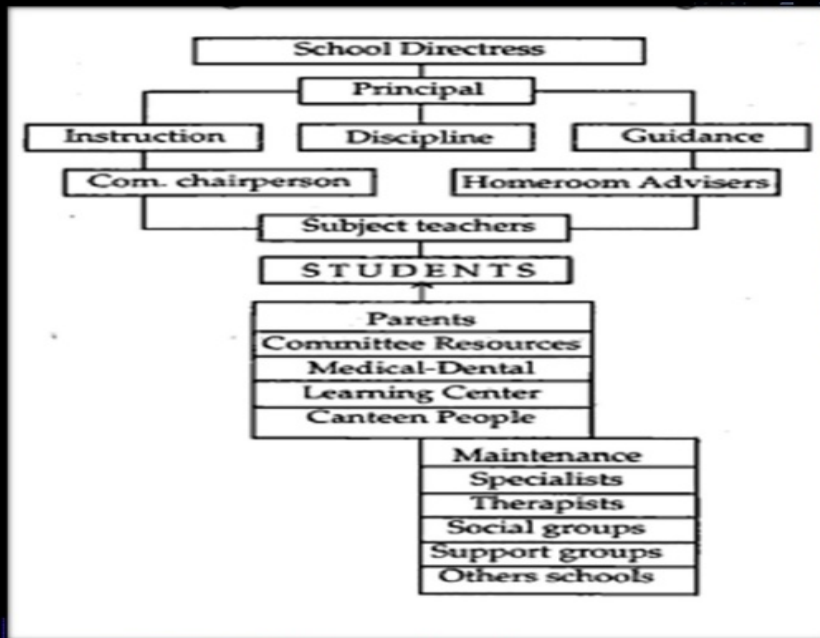 School Directress
Principal
Instruction Discipline Guidance
Com. chairperson Homeroom Advisers
Subject teachers
STUDENTS
Parents
Committee Resources
Medical-Dental
Learning Center
Canteen People
Maintenance
Specialists
Therapists
Social groups
Support groups
Others schools